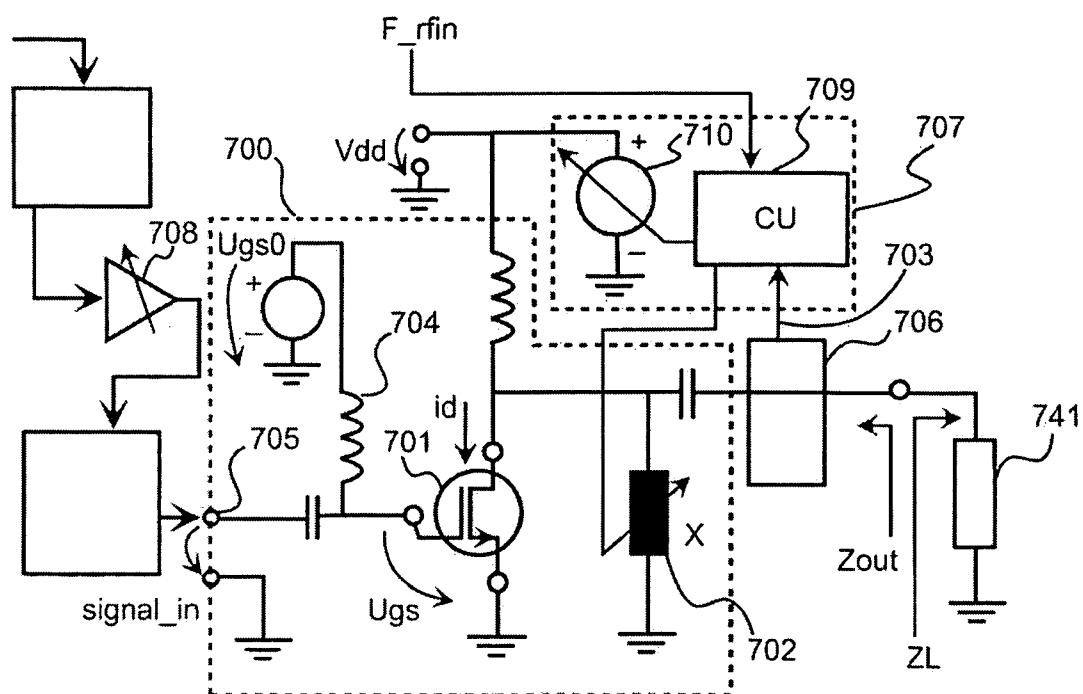 F_rfin
709
710
707
700
Vdd
+
CU
708
Ugs0
+
−
−
703
706
704
id
741
705
701
X
Zout
signal_in
Ugs
702
ZL